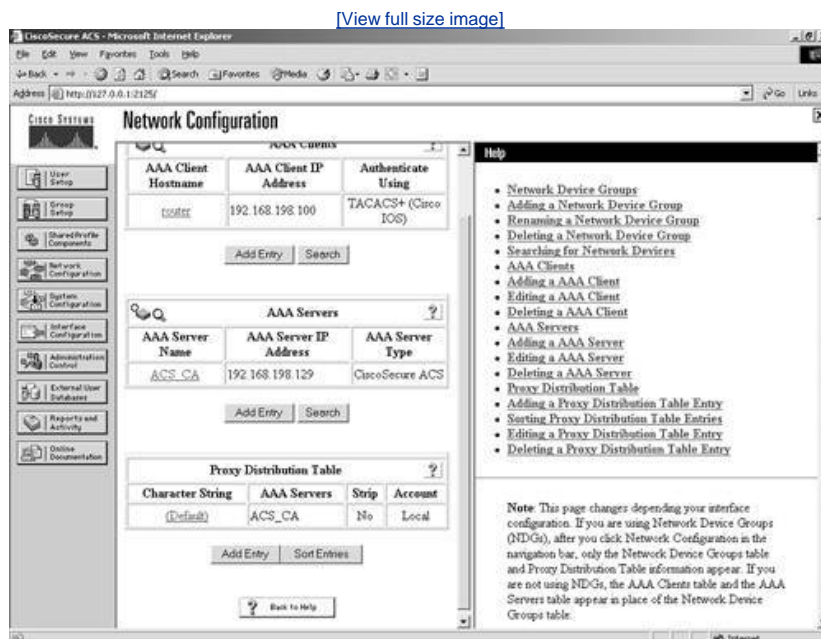 [View full size image]
CiscoSecure ACS - Microsoft Internet Explorer
File Edit View Favorites Tools Help
Back Search Favorites Media
Address http://127.0.0.1:2125/ Go Links
Cisco Systems
Network Configuration
User Setup
Group Setup
Shared Profile Components
Network Configuration
System Configuration
Interface Configuration
Administration Control
External User Databases
Reports and Activity
Online Documentation
AAA Clients ?
AAA Client Hostname AAA Client IP Address Authenticate Using
router 192.168.198.100 TACACS+ (Cisco IOS)
Add Entry Search
AAA Servers ?
AAA Server Name AAA Server IP Address AAA Server Type
ACS_CA 192.168.198.129 CiscoSecure ACS
Add Entry Search
Proxy Distribution Table ?
Character String AAA Servers Strip Account
(Default) ACS_CA No Local
Add Entry Sort Entries
? Back to Help
Help
• Network Device Groups
• Adding a Network Device Group
• Renaming a Network Device Group
• Deleting a Network Device Group
• Searching for Network Devices
• AAA Clients
• Adding a AAA Client
• Editing a AAA Client
• Deleting a AAA Client
• AAA Servers
• Adding a AAA Server
• Editing a AAA Server
• Deleting a AAA Server
• Proxy Distribution Table
• Adding a Proxy Distribution Table Entry
• Sorting Proxy Distribution Table Entries
• Editing a Proxy Distribution Table Entry
• Deleting a Proxy Distribution Table Entry
Note: This page changes depending your interface
configuration. If you are using Network Device Groups
(NDGs), after you click Network Configuration in the
navigation bar, only the Network Device Groups table
and Proxy Distribution Table information appear. If you
are not using NDGs, the AAA Clients table and the AAA
Servers table appear in place of the Network Device
Groups table.
Internet